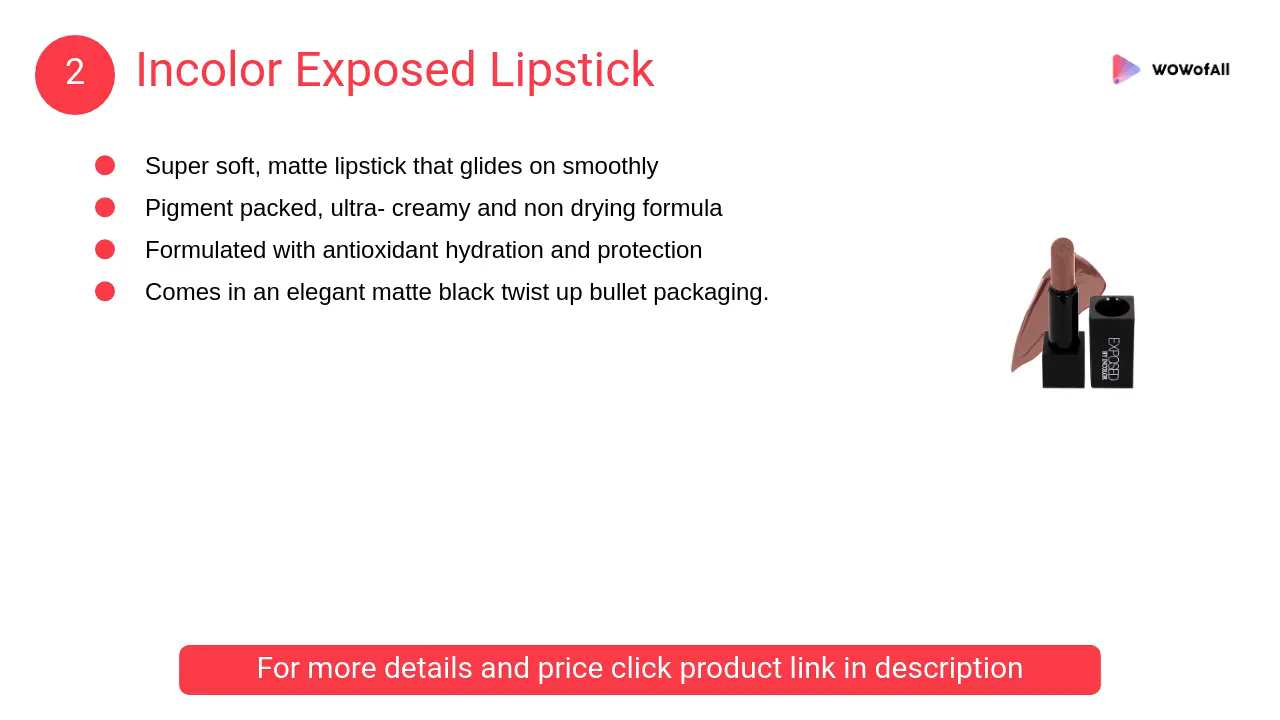 2
Incolor Exposed Lipstick
WOWofAll
Super soft, matte lipstick that glides on smoothly
Pigment packed, ultra- creamy and non drying formula
Formulated with antioxidant hydration and protection
Comes in an elegant matte black twist up bullet packaging.
EXPOSED
BY INCOLOR
For more details and price click product link in description